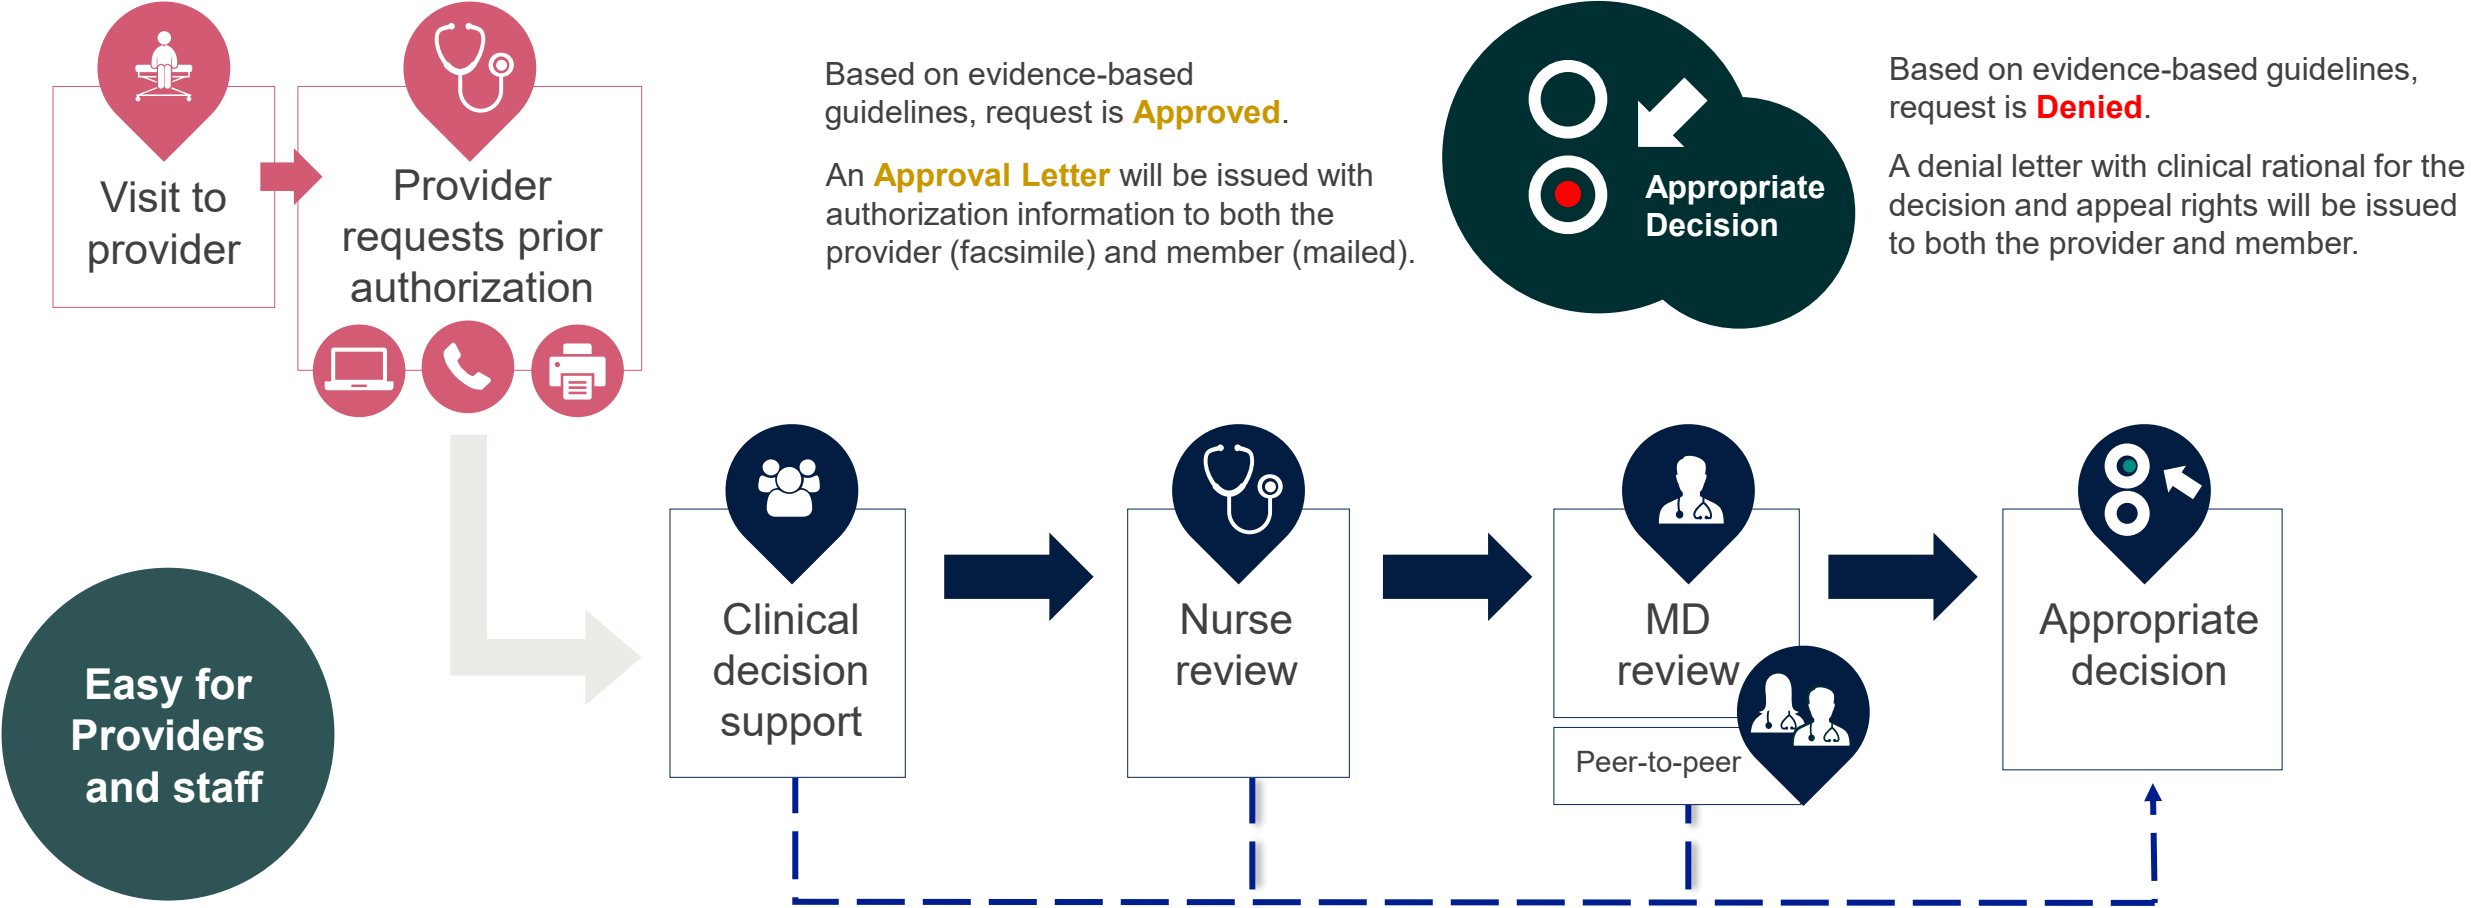 Visit to
provider
Provider
requests prior
authorization
Based on evidence-based
guidelines, request is Approved.
An Approval Letter will be issued with
authorization information to both the
provider (facsimile) and member (mailed).
Appropriate
Decision
Based on evidence-based guidelines,
request is Denied.
A denial letter with clinical rational for the
decision and appeal rights will be issued
to both the provider and member.
Easy for
Providers
and staff
Clinical
decision
support
Nurse
review
MD
review
Peer-to-peer
Appropriate
decision